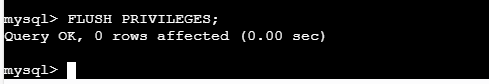 mysql> FLUSH PRIVILEGES;
Query OK, 0 rows affected (0.00 sec)
mysql>